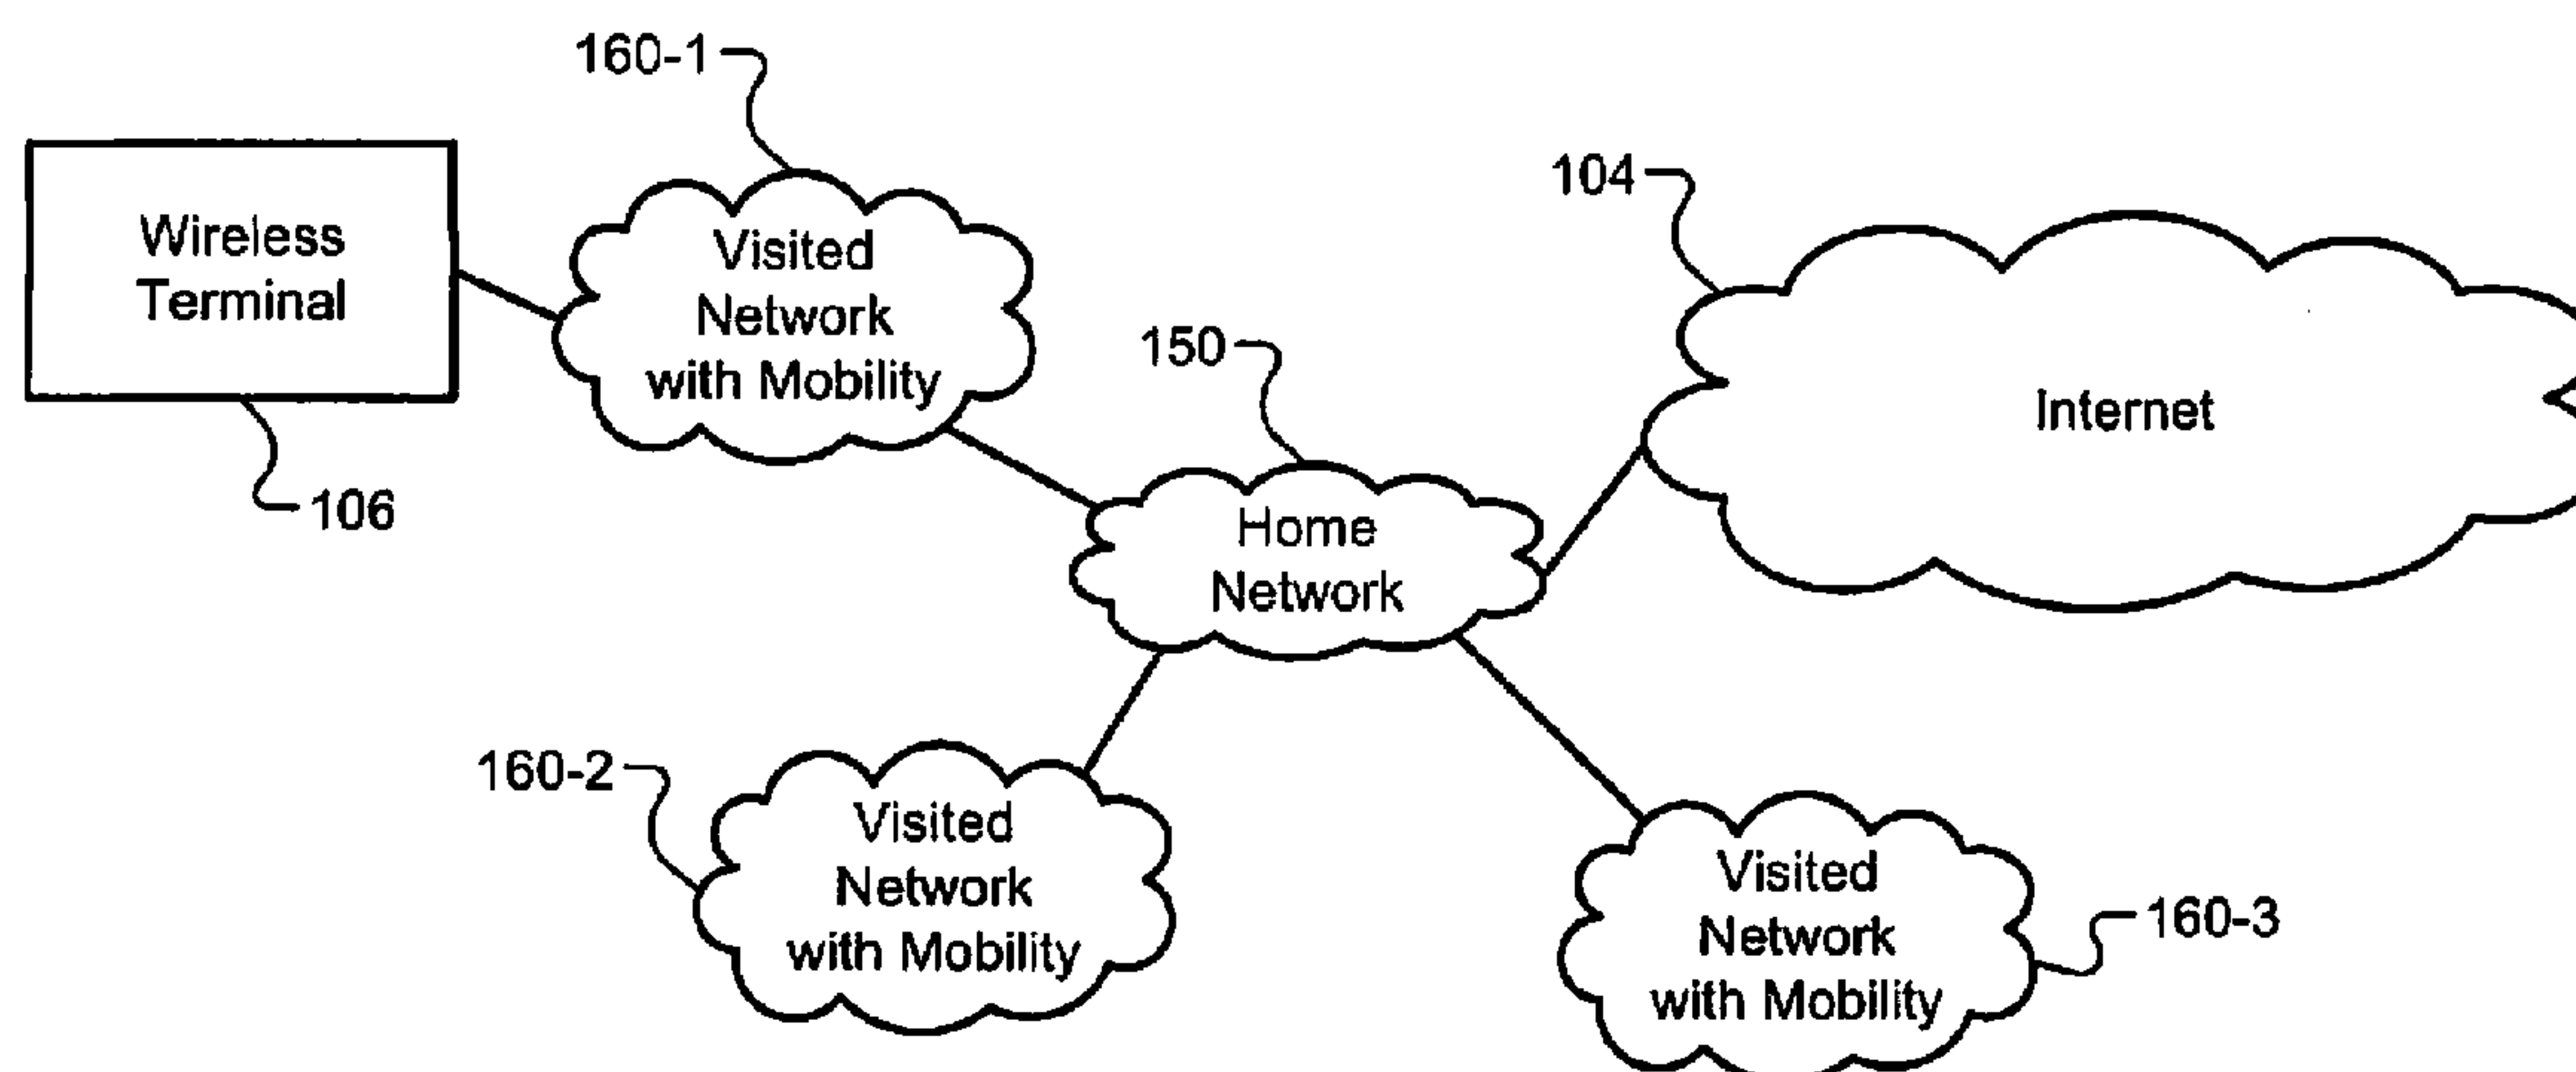 160-1
Wireless
Terminal
106
Visited
Network
with Mobility
104
Internet
150
Home
Network
160-2
Visited
Network
with Mobility
Visited
Network
with Mobility
160-3